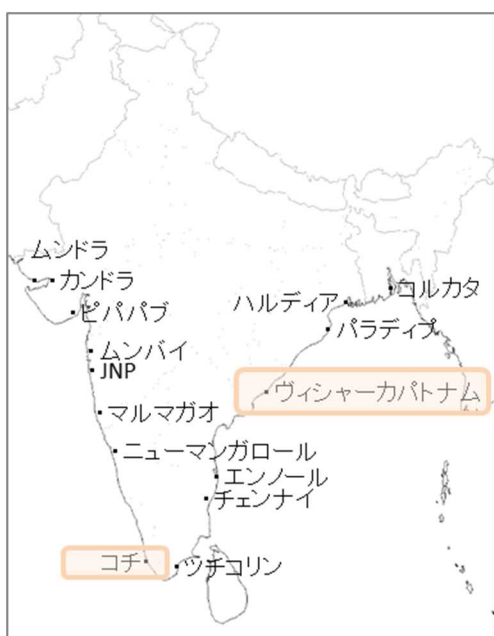 ムンドラ
カンドラ
ピパパブ
ムンバイ
JNP
マルマガオ
ニューマンガロール
コチ
ツチコリン
チェンナイ
エンノール
ヴィシャーカパトナム
パラディプ
ハルディア
コルカタ